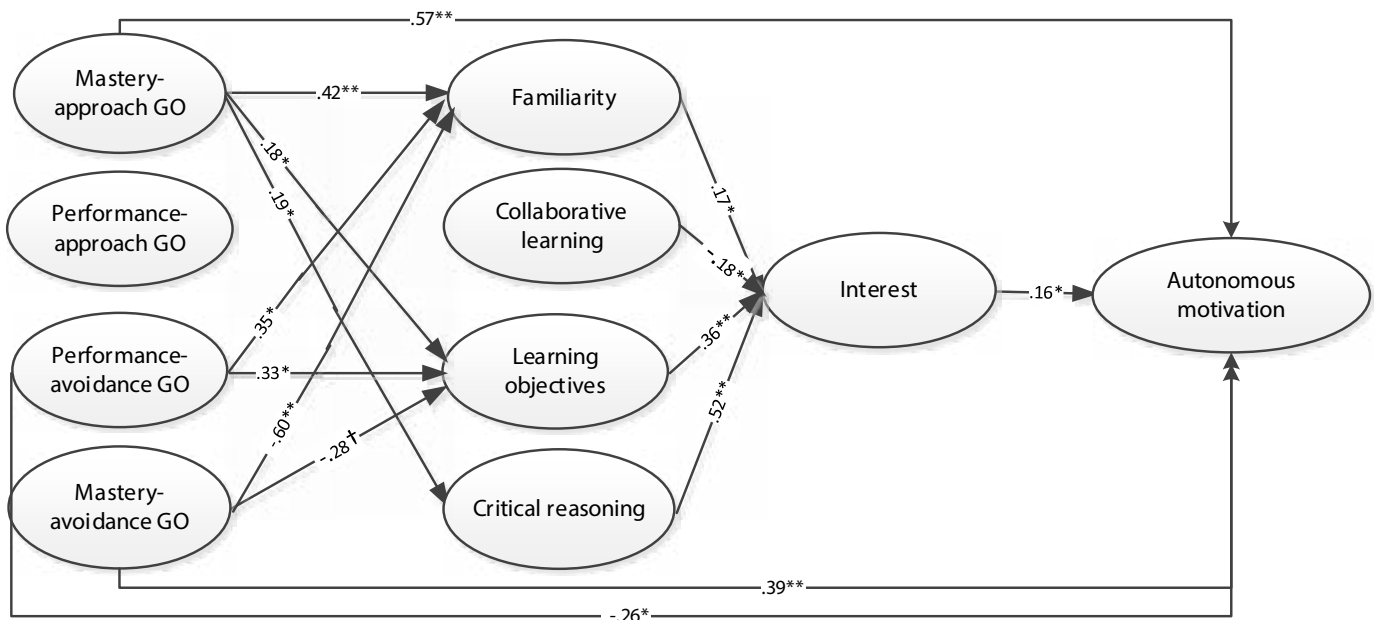 .57**
Mastery-
approach GO
.42**
Familiarity
.18*
.19*
.17*
Performance-
approach GO
Collaborative
learning
-.18*
Interest
.16*
Autonomous
motivation
.35*
.36**
Performance-
avoidance GO
.33*
Learning
objectives
-.60**
-.28†
.52**
Mastery-
avoidance GO
Critical reasoning
.39**
-.26*